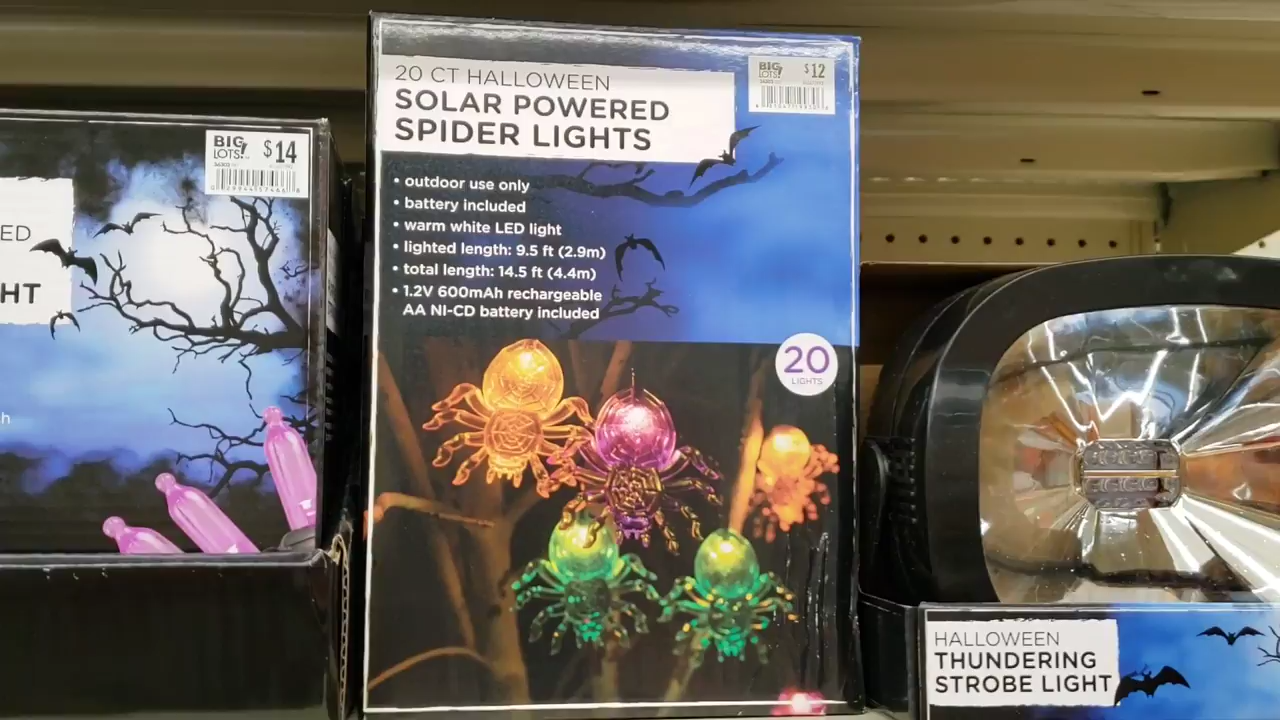 BIG
LOTS!
$14
ED
HT
h
20 CT HALLOWEEN
SOLAR POWERED
SPIDER LIGHTS
BIG
LOTS!
$12
• outdoor use only
• battery included
• warm white LED light
• lighted length: 9.5 ft (2.9m)
• total length: 14.5 ft (4.4m)
• 1.2V 600mAh rechargeable
AA NI-CD battery included
20
LIGHTS
HALLOWEEN
THUNDERING
STROBE LIGHT